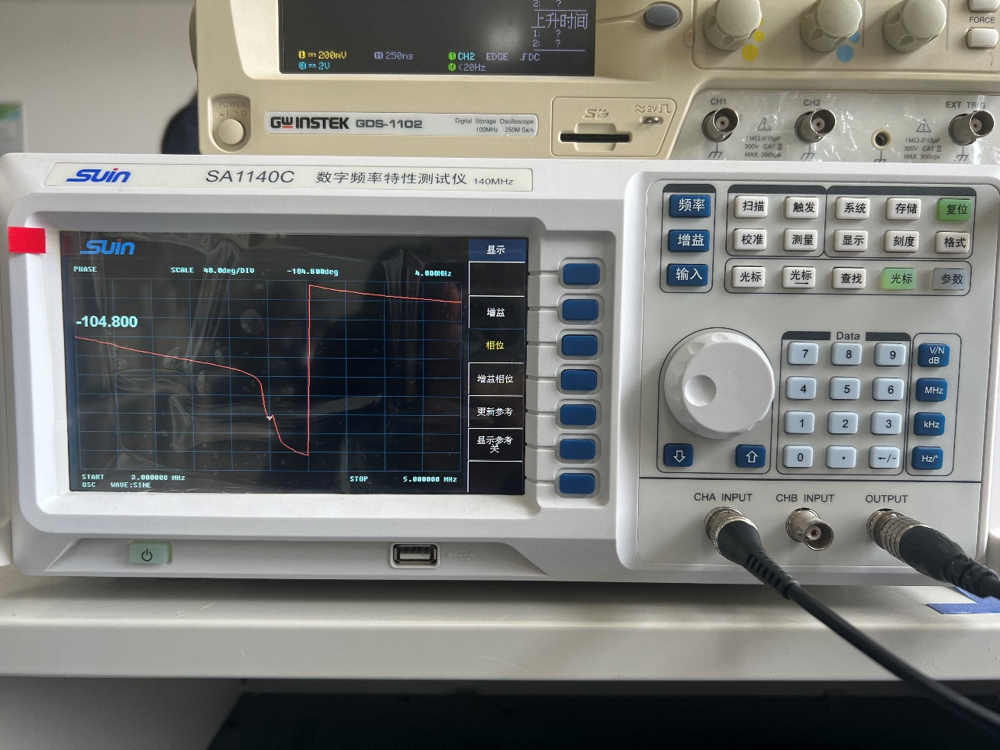 2: ?
上升时间
1: ?
2: ?
1 == 200mV
H 250ns
T CH2 EDGE ∫DC
2 == 2V
<20Hz
FORCE
POWER
GWINSTEK GDS-1102
Digital Storage Oscilloscope
100MHz 250M Sa/s
SD
≈2V
CH1
CH2
EXT TRIG
1MΩ//15pF
300V CAT II
MAX. 300Vpk
1MΩ//15pF
300V CAT II
MAX. 300Vpk
SUin SA1140C 数字频率特性测试仪 140MHz
SUin
PHASE SCALE 40.0deg/DIV -104.800deg 4.000MHz
-104.800
START 3.000000 MHz STOP 5.000000 MHz
OSC WAVE:SINE
显示
增益
相位
增益相位
更新参考
显示参考
关
频率 扫描 触发 系统 存储 复位
增益 校准 测量 显示 刻度 格式
输入 光标 光标 查找 光标 参数
Data
7 8 9 V/N dB
4 5 6 MHz
1 2 3 kHz
0 · ←/- Hz/°
CHA INPUT CHB INPUT OUTPUT